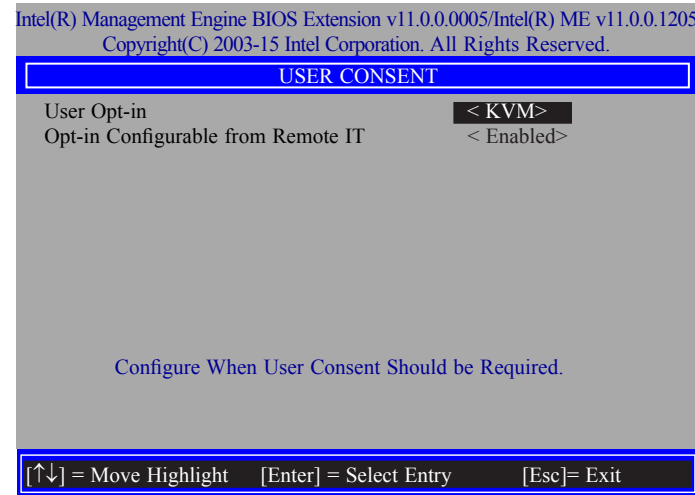 Intel(R) Management Engine BIOS Extension v11.0.0.0005/Intel(R) ME v11.0.0.1205
Copyright(C) 2003-15 Intel Corporation. All Rights Reserved.
USER CONSENT
User Opt-in < KVM>
Opt-in Configurable from Remote IT < Enabled>
Configure When User Consent Should be Required.
[↑↓] = Move Highlight [Enter] = Select Entry [Esc]= Exit